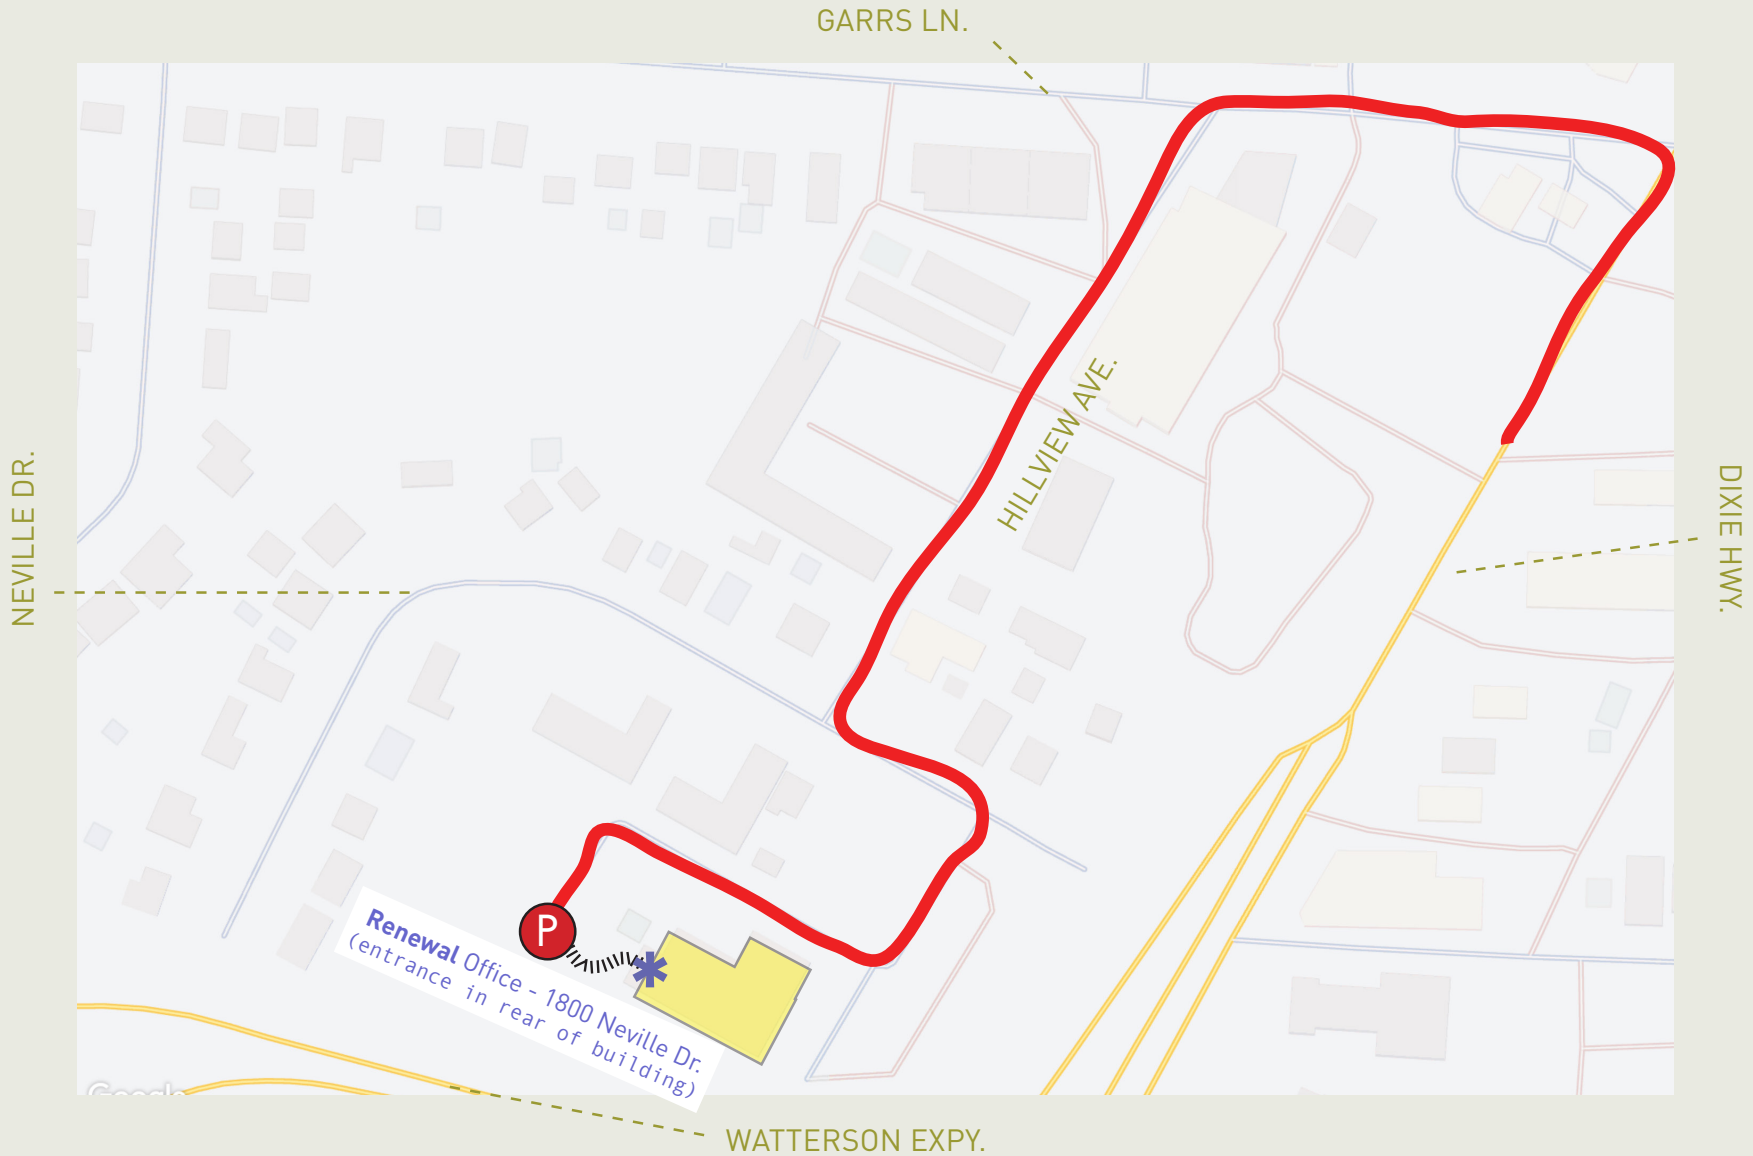 GARRS LN.
HILLVIEW AVE.
NEVILLE DR.
DIXIE HWY.
P
Renewal Office - 1800 Neville Dr.
(entrance in rear of building)
Google
WATTERSON EXPY.